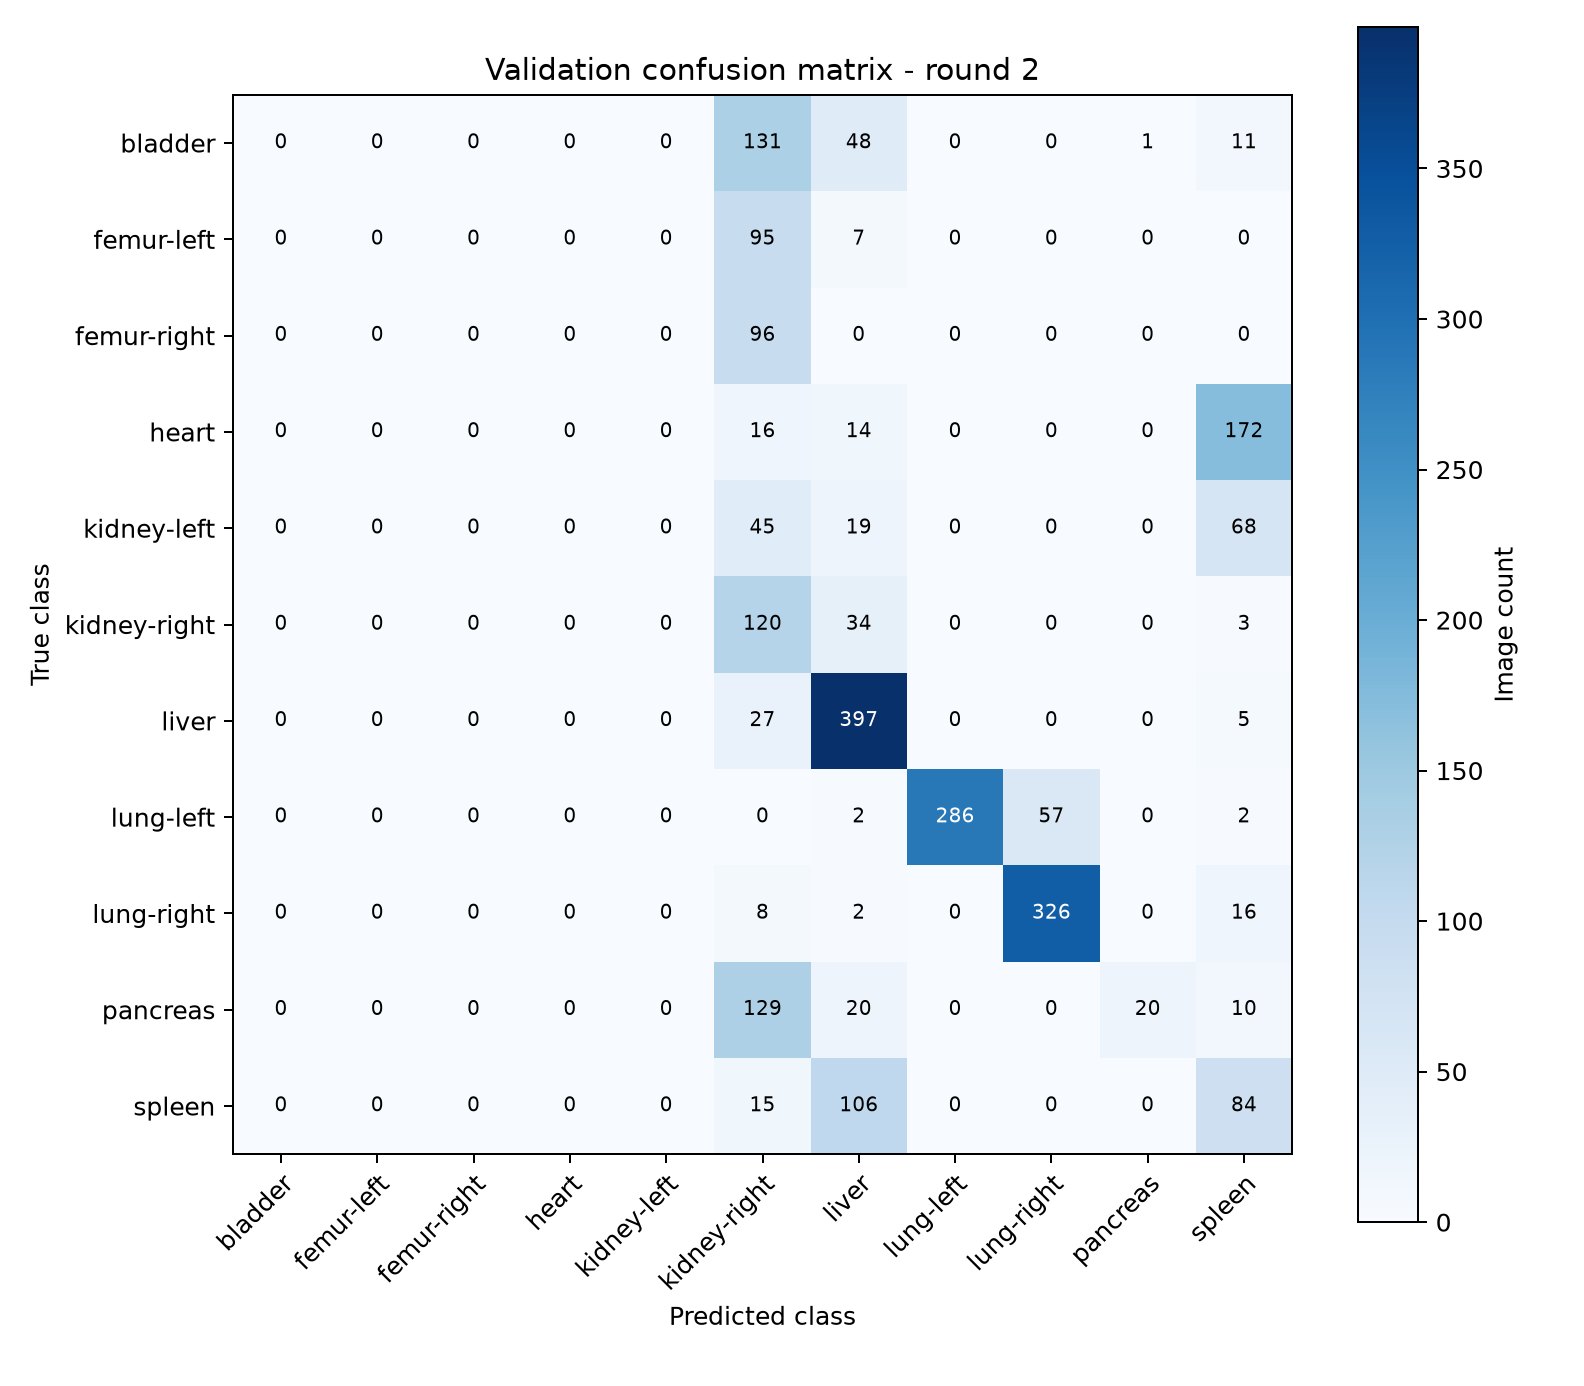 Validation confusion matrix - round 2
bladder 0 0 0 0 0 131 48 0 0 1 11
femur-left 0 0 0 0 0 95 7 0 0 0 0
femur-right 0 0 0 0 0 96 0 0 0 0 0
heart 0 0 0 0 0 16 14 0 0 0 172
kidney-left 0 0 0 0 0 45 19 0 0 0 68
kidney-right 0 0 0 0 0 120 34 0 0 0 3
liver 0 0 0 0 0 27 397 0 0 0 5
lung-left 0 0 0 0 0 0 2 286 57 0 2
lung-right 0 0 0 0 0 8 2 0 326 0 16
pancreas 0 0 0 0 0 129 20 0 0 20 10
spleen 0 0 0 0 0 15 106 0 0 0 84
bladder femur-left femur-right heart kidney-left kidney-right liver lung-left lung-right pancreas spleen
Predicted class
True class
350
300
250
200
150
100
50
0
Image count